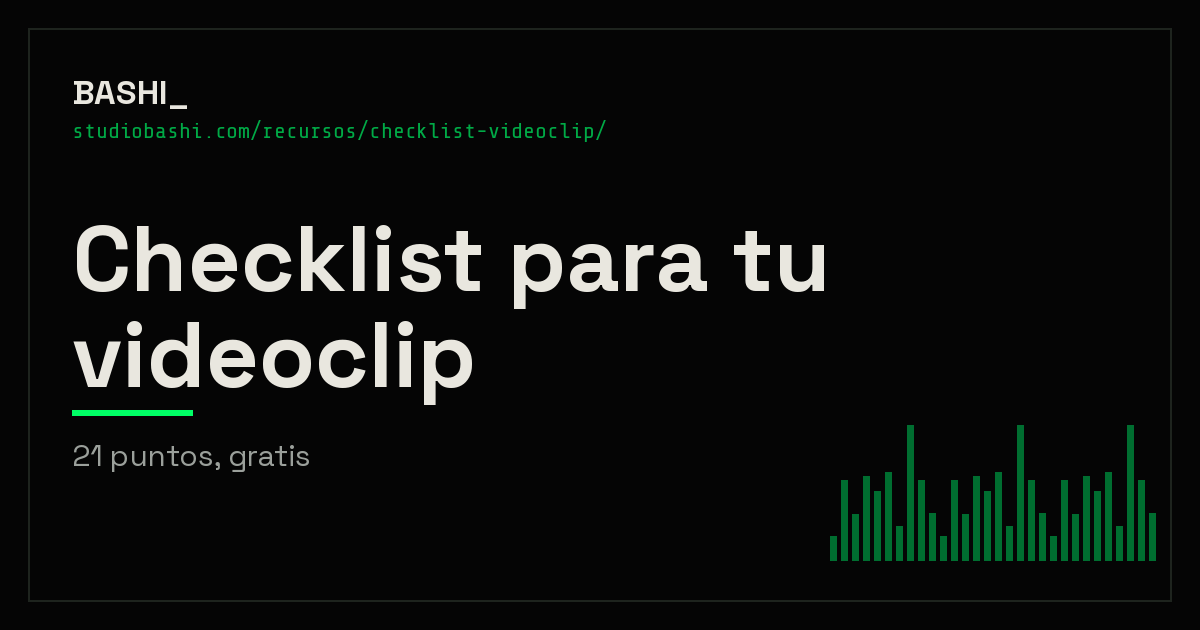 BASHI_
studiobashi.com/recursos/checklist-videoclip/
Checklist para tu
videoclip
21 puntos, gratis